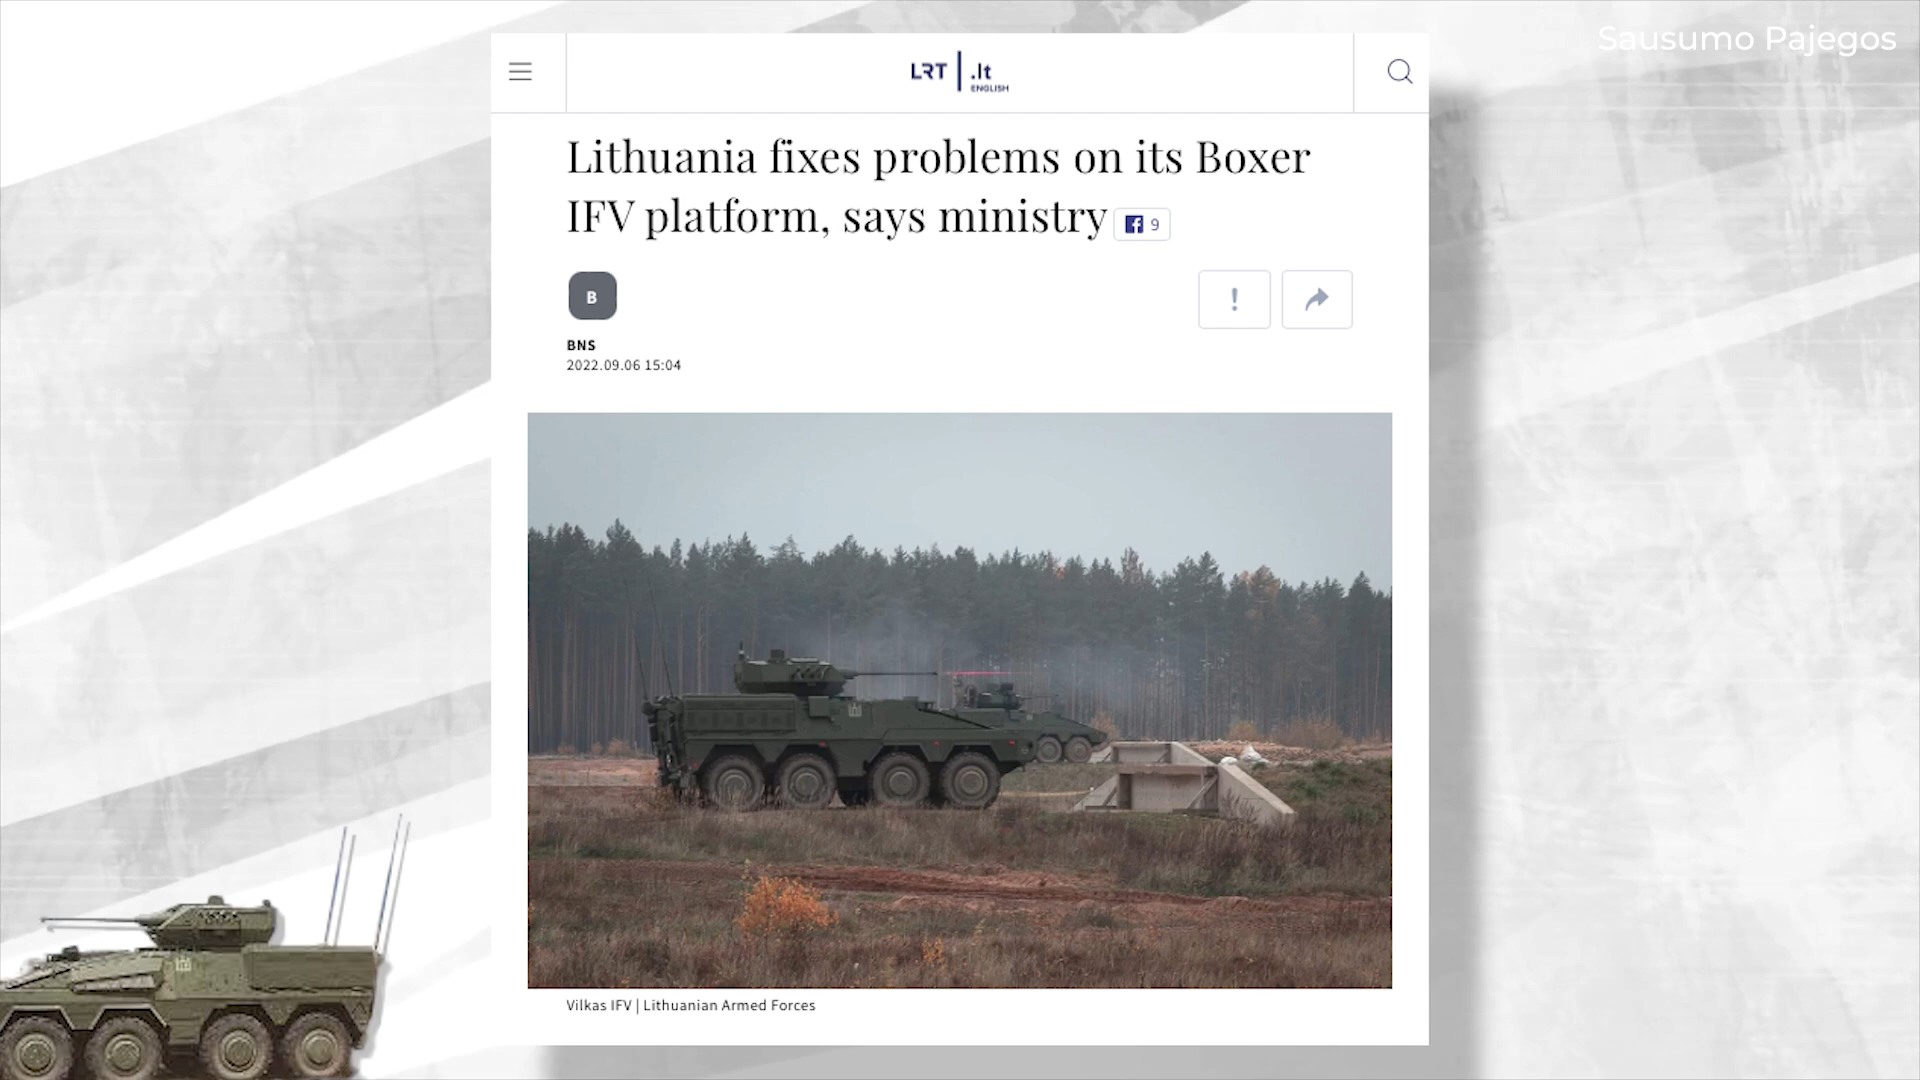 Sausumo Pajegos
LRT .lt
ENGLISH
Lithuania fixes problems on its Boxer
IFV platform, says ministry 9
B
BNS
2022.09.06 15:04
Vilkas IFV | Lithuanian Armed Forces